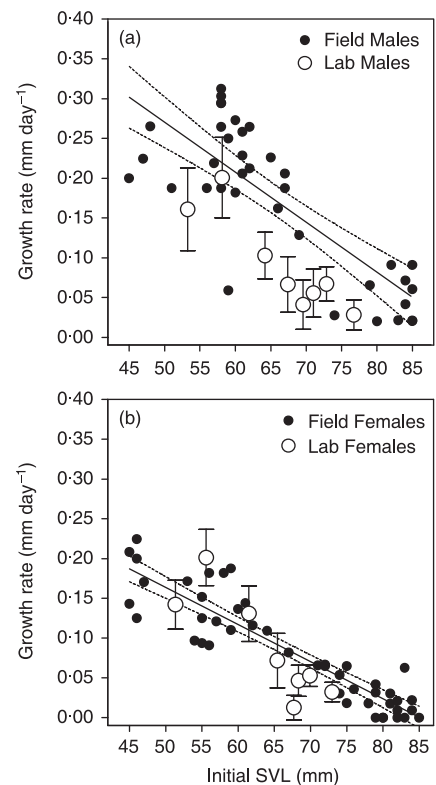 (a)
Field Males
Lab Males
Growth rate (mm day⁻¹)
0·40
0·35
0·30
0·25
0·20
0·15
0·10
0·05
0·00
45 50 55 60 65 70 75 80 85
(b)
Field Females
Lab Females
Growth rate (mm day⁻¹)
0·40
0·35
0·30
0·25
0·20
0·15
0·10
0·05
0·00
45 50 55 60 65 70 75 80 85
Initial SVL (mm)